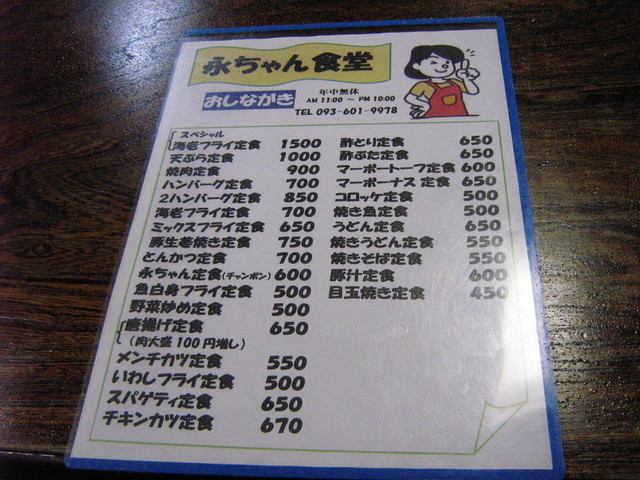 永ちゃん食堂
おしながき
年中無休
AM 11:00 ～ PM 10:00
TEL 093-601-9978
スペシャル
海老フライ定食 1500
天ぷら定食 1000
焼肉定食 900
ハンバーグ定食 700
2ハンバーグ定食 850
海老フライ定食 700
ミックスフライ定食 650
豚生姜焼き定食 750
とんかつ定食 700
永ちゃん定食(チャンポン) 600
魚白身フライ定食 500
野菜炒め定食 500
唐揚げ定食 650
(肉大盛 100円増し)
メンチカツ定食 550
いわしフライ定食 500
スパゲティ定食 650
チキンカツ定食 670
酢とり定食 650
酢ぶた定食 650
マーボートーフ定食 600
マーボーナス 定食 650
コロッケ定食 500
焼き魚定食 500
うどん定食 650
焼きうどん定食 550
焼きそば定食 550
豚汁定食 600
目玉焼き定食 450